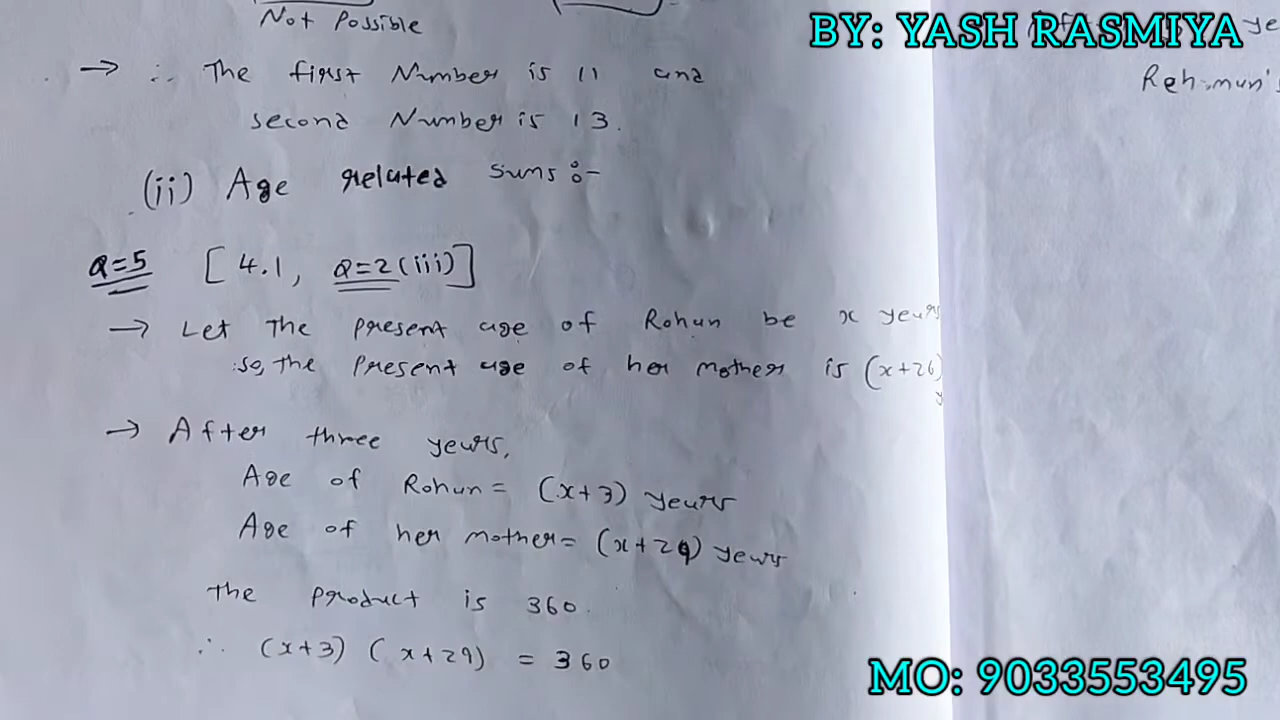 Not Possible
BY: YASH RASMIYA
ye
→ ∴ The first Number is 11 and
Rehman's
second Number is 13.
(ii) Age related sums :-
Q=5 [4.1, Q=2(iii)]
→ Let the present age of Rohan be x years
so, the Present age of her mother is (x+26)
y
→ After three years,
Age of Rohan = (x+3) years
Age of her mother = (x+29) years
The product is 360.
∴ (x+3) (x+29) = 360
MO: 9033553495